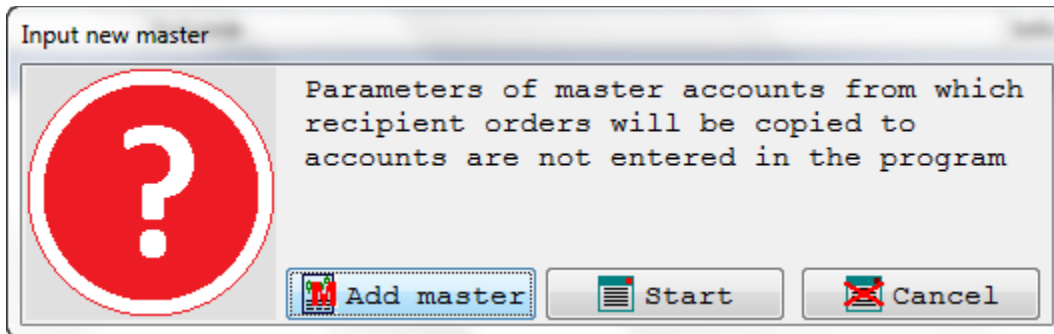 Input new master
Parameters of master accounts from which
recipient orders will be copied to
accounts are not entered in the program
Add master
Start
Cancel